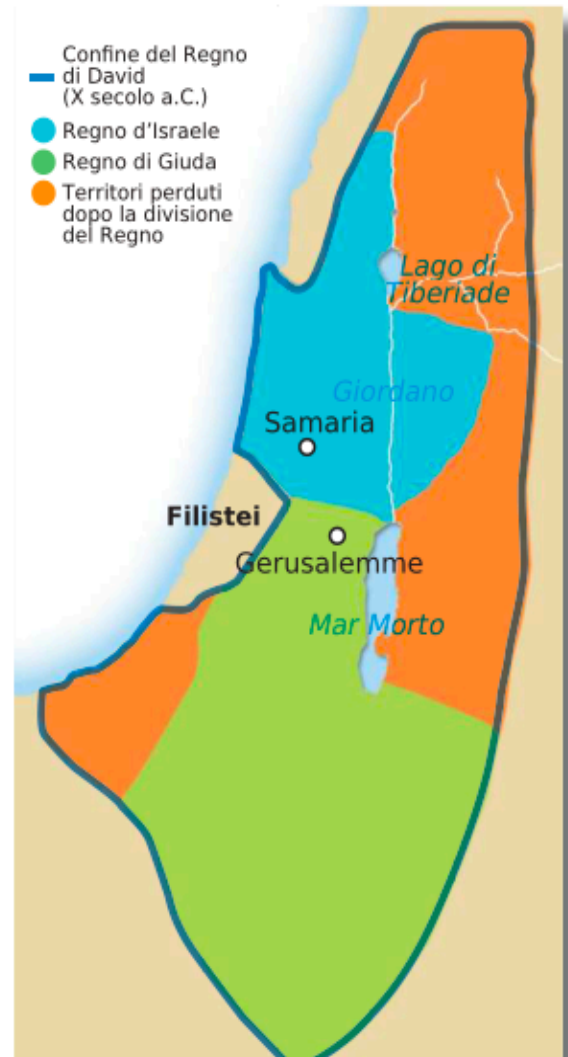 Confine del Regno
di David
(X secolo a.C.)
Regno d'Israele
Regno di Giuda
Territori perduti
dopo la divisione
del Regno
Lago di
Tiberiade
Giordano
Samaria
Filistei
Gerusalemme
Mar Morto